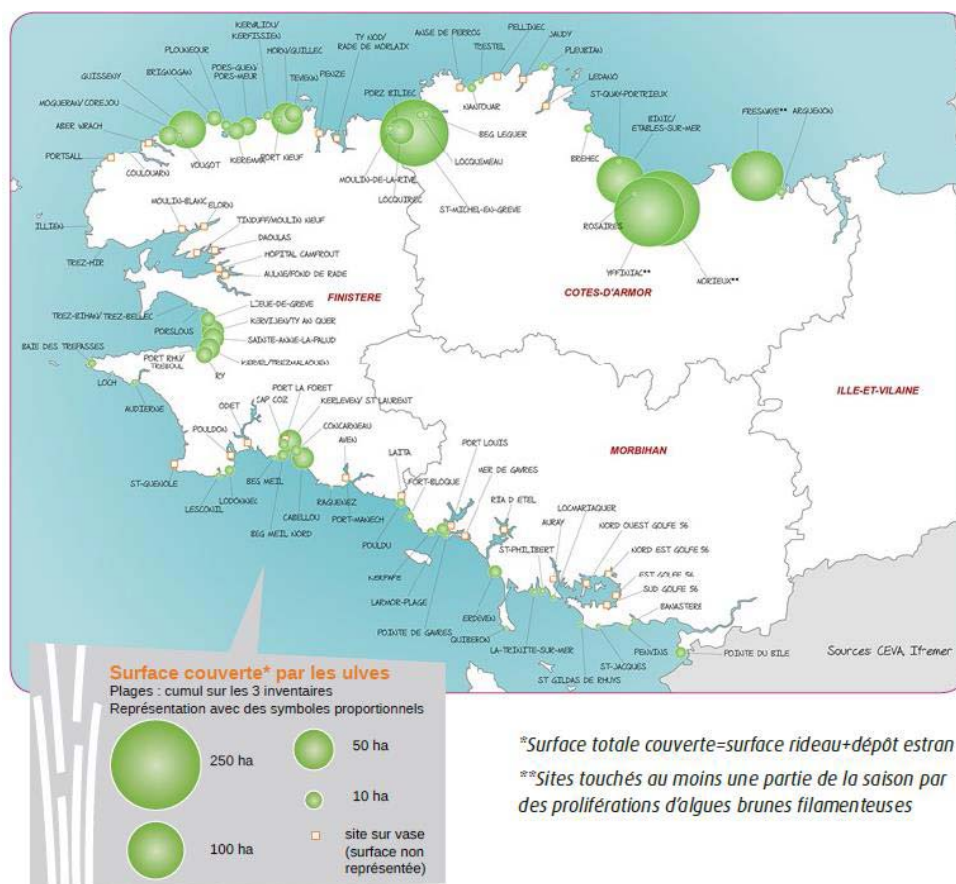 KERVALIOU/
KERFISSIEN
PLOUNEOUR
PORS-GUEN/
PORS-MEUR
HORN/GUILLEC
TEVENN
TY NOD/
RADE DE MORLAIX
PENZE
GUISSENY
BRIGNOGAN
MOGUERAN/COREJOU
ABER WRACH
PORTSALL
COULOUARN
VOUGOT
KEREMMA
PORT NEUF
PORZ BILIEC
ANSE DE PERROS
TRESTEL
PELLINEC
JAUDY
PLEUBIAN
LEDANO
NANTOUAR
BEG LEGUER
LOCQUEMEAU
ST-MICHEL-EN-GREVE
MOULIN-DE-LA-RIVE
LOCQUIREC
ST-QUAY-PORTRIEUX
BINIC/
ETABLES-SUR-MER
BREHEC
FRESNAYE**
ARGUENON
ROSAIRES
YFFINIAC**
MORIEUX**
ILLIEN
TREZ-HIR
MOULIN-BLANC
ELORN
TINDUFF/MOULIN NEUF
DAOULAS
HOPITAL CAMFROUT
AULNE/FOND DE RADE
FINISTERE
COTES-D'ARMOR
ILLE-ET-VILAINE
MORBIHAN
TREZ-BIHAN/TREZ-BELLEC
PORSLOUS
LIEUE-DE-GREVE
KERVIJEN/TY AN QUER
SAINTE-ANNE-LA-PALUD
KERVEL/TREZMALAOUEN
RY
PORT RHU/
TREBOUL
BAIE DES TREPASSES
LOCH
AUDIERNE
ST-GUENOLE
POULDON
ODET
CAP COZ
PORT LA FORET
KERLEVEN/ ST LAURENT
CONCARNEAU
AVEN
LESCONIL
LODONNEC
BEG MEIL
BEG MEIL NORD
CABELLOU
RAGUENEZ
PORT-MANECH
POULDU
LAITA
FORT-BLOQUE
PORT LOUIS
MER DE GAVRES
RIA D ETEL
KERPAPE
LARMOR-PLAGE
POINTE DE GAVRES
QUIBERON
ERDEVEN
ST-PHILIBERT
AURAY
LOCMARIAQUER
NORD OUEST GOLFE 56
NORD EST GOLFE 56
EST GOLFE 56
SUD GOLFE 56
BANASTERE
LA-TRINITE-SUR-MER
ST GILDAS DE RHUYS
ST-JACQUES
PENVINS
POINTE DU BILE
Sources: CEVA, Ifremer
Surface couverte* par les ulves
Plages : cumul sur les 3 inventaires
Représentation avec des symboles proportionnels
250 ha
100 ha
50 ha
10 ha
site sur vase
(surface non
représentée)
*Surface totale couverte=surface rideau+dépôt estran
**Sites touchés au moins une partie de la saison par
des proliférations d'algues brunes filamenteuses